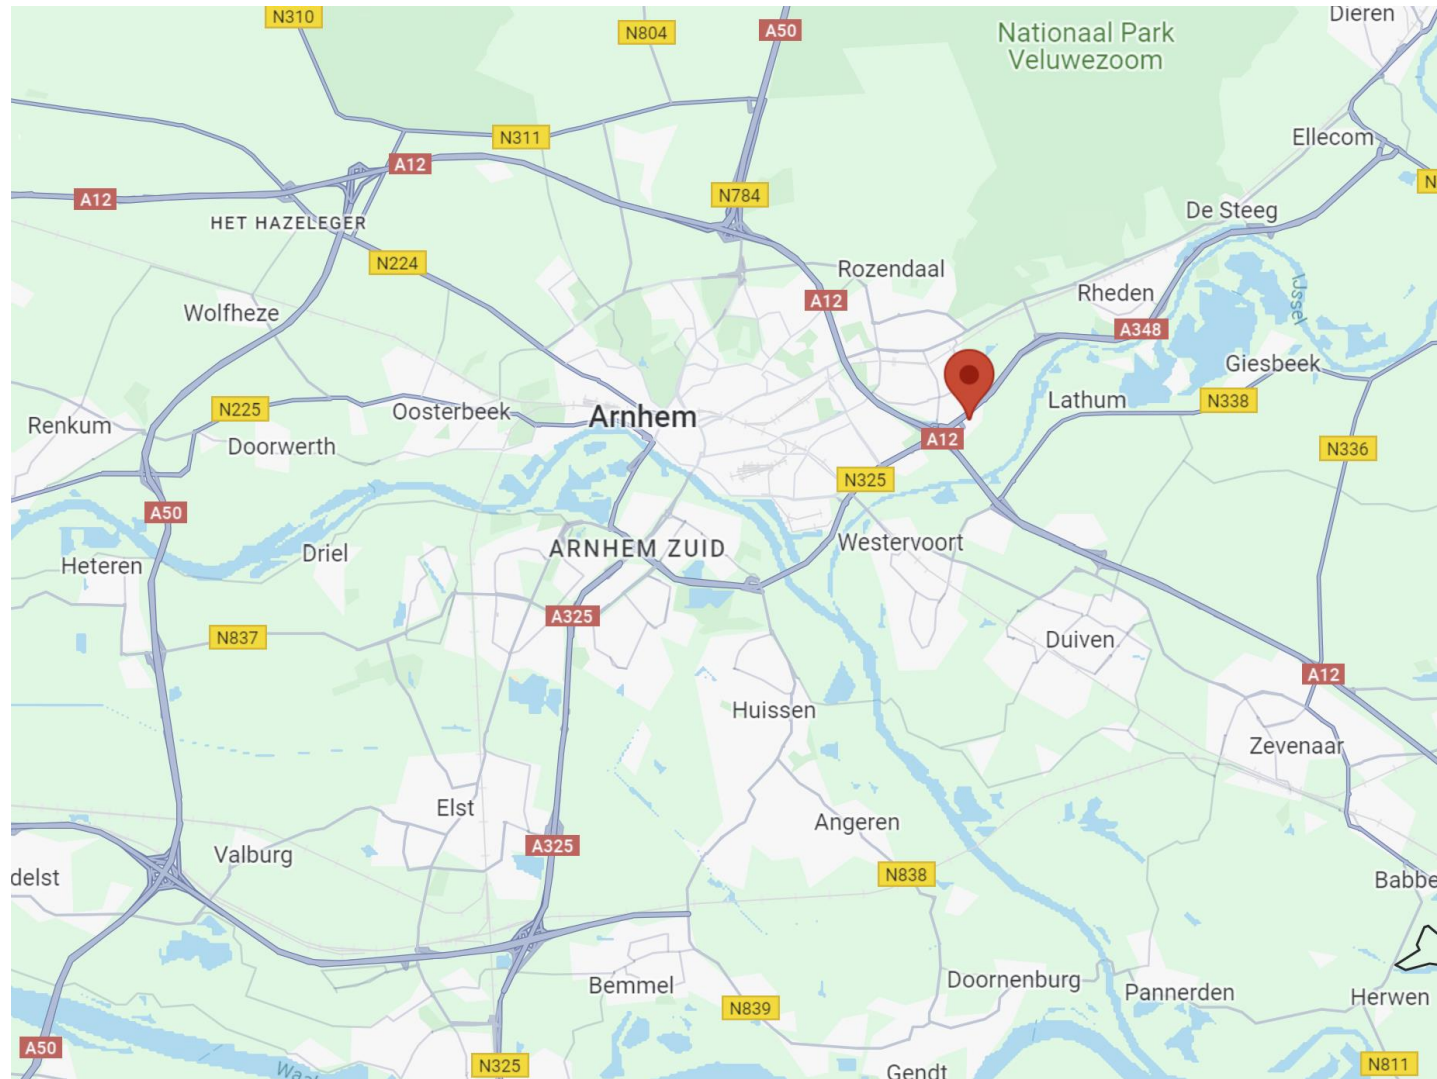 N310
N804
A50
Nationaal Park
Veluwezoom
Dieren
N311
Ellecom
A12
A12
N784
N
HET HAZELEGER
De Steeg
N224
Rozendaal
A12
Rheden
IJssel
Wolfheze
A348
Giesbeek
N225
Oosterbeek
Arnhem
Lathum
N338
Renkum
Doorwerth
A12
N336
N325
A50
Driel
ARNHEM ZUID
Westervoort
Heteren
A325
N837
Duiven
A12
Huissen
Zevenaar
Elst
Angeren
A325
Valburg
N838
delst
Babbe
Bemmel
Doornenburg
Pannerden
Herwen
N839
A50
N325
Waal
Gendt
N811